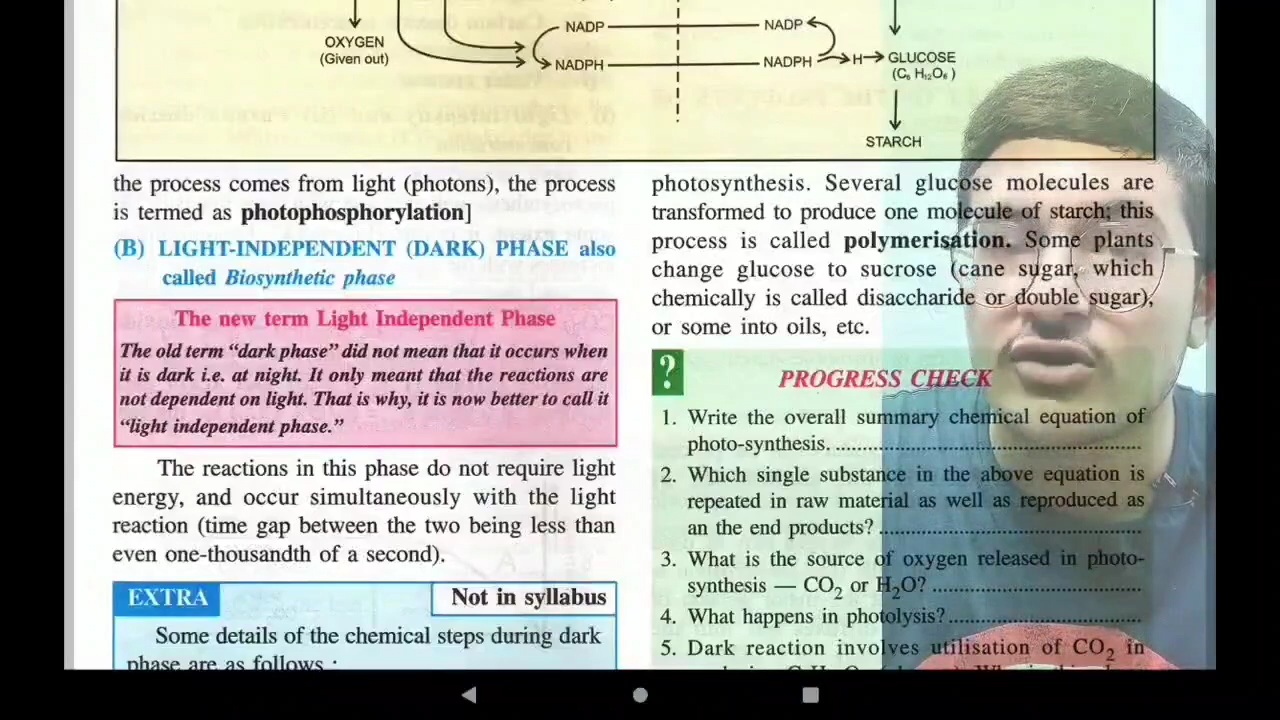 OXYGEN
(Given out)
NADP
NADPH
NADP
NADPH
H
GLUCOSE
(C₆ H₁₂O₆ )
STARCH
the process comes from light (photons), the process
is termed as photophosphorylation]
(B) LIGHT-INDEPENDENT (DARK) PHASE also
called Biosynthetic phase
The new term Light Independent Phase
The old term “dark phase” did not mean that it occurs when
it is dark i.e. at night. It only meant that the reactions are
not dependent on light. That is why, it is now better to call it
“light independent phase.”
The reactions in this phase do not require light
energy, and occur simultaneously with the light
reaction (time gap between the two being less than
even one-thousandth of a second).
EXTRA
Not in syllabus
Some details of the chemical steps during dark
phase are as follows :
photosynthesis. Several glucose molecules are
transformed to produce one molecule of starch; this
process is called polymerisation. Some plants
change glucose to sucrose (cane sugar, which
chemically is called disaccharide or double sugar),
or some into oils, etc.
?
PROGRESS CHECK
1. Write the overall summary chemical equation of
photo-synthesis. ..................................................
2. Which single substance in the above equation is
repeated in raw material as well as reproduced as
an the end products? ..........................................
3. What is the source of oxygen released in photo-
synthesis — CO₂ or H₂O? .................................
4. What happens in photolysis?..............................
5. Dark reaction involves utilisation of CO₂ in